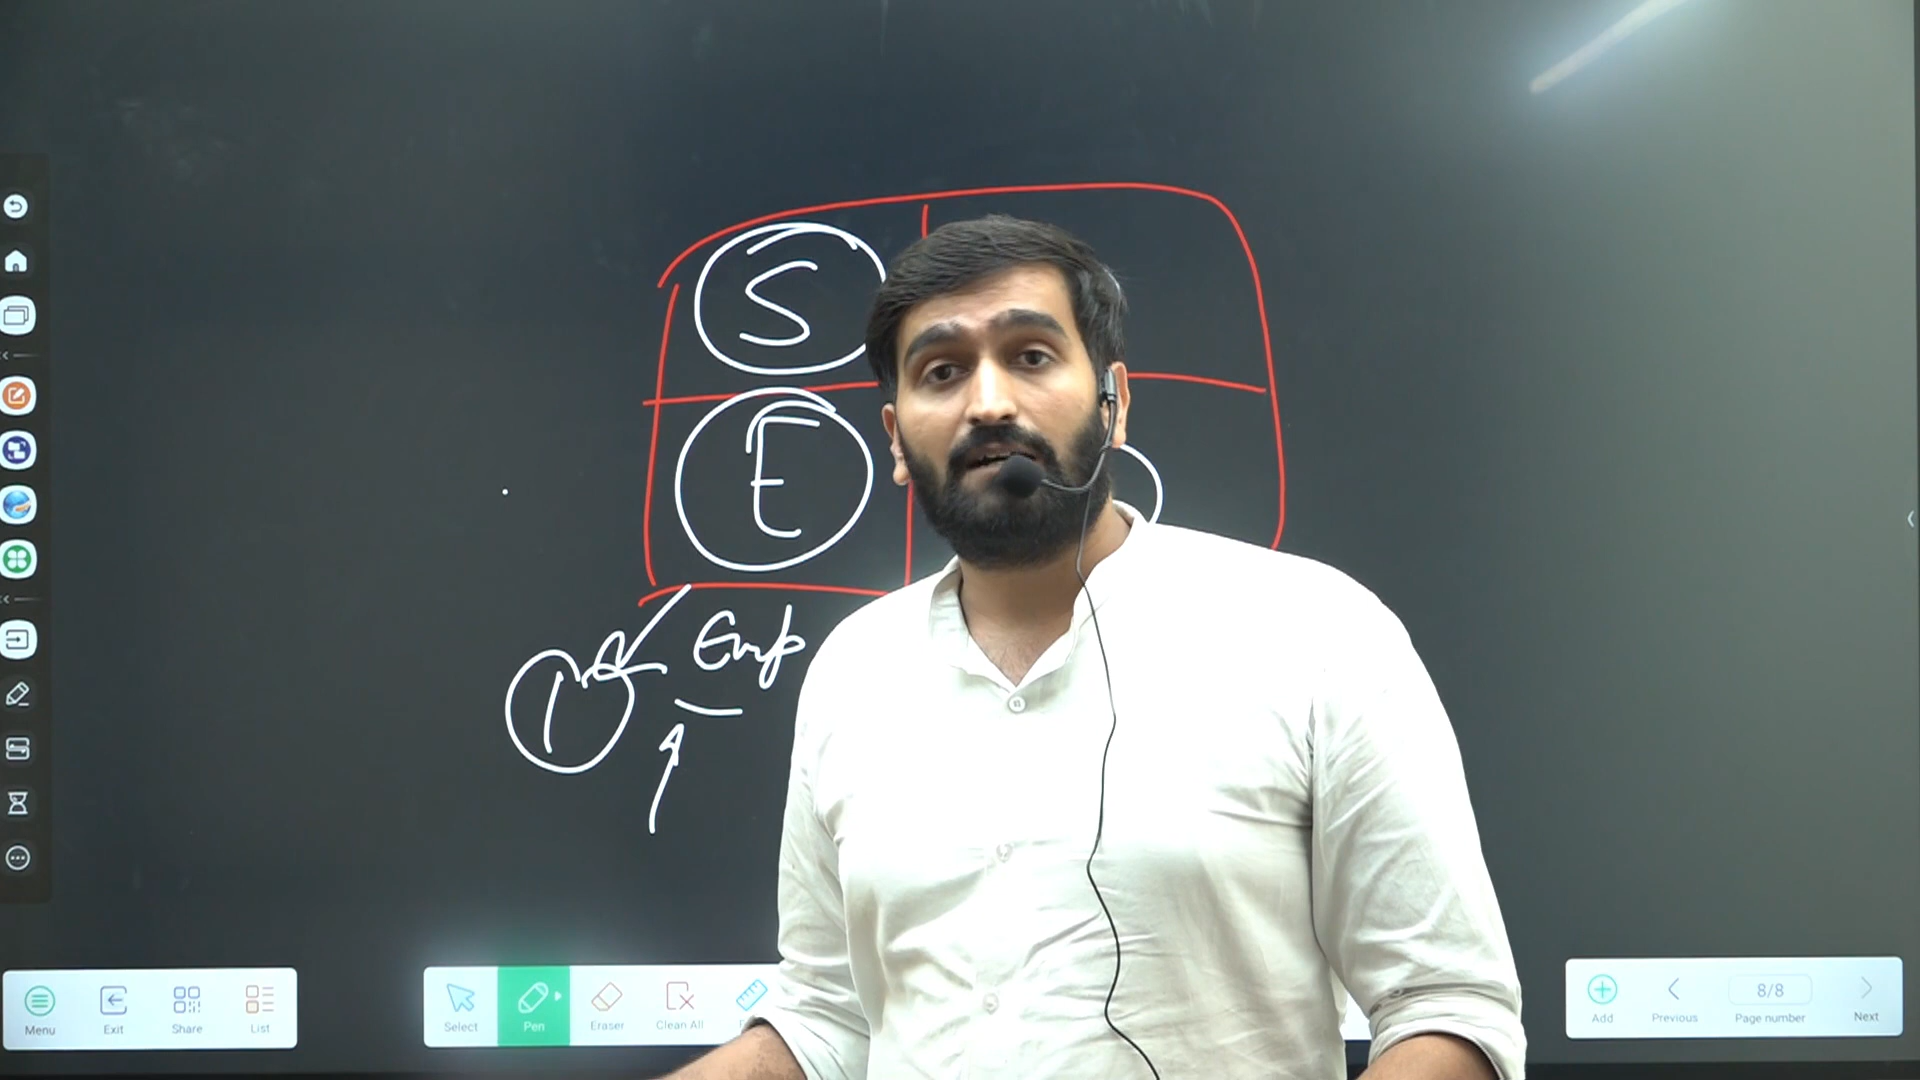 S
E
Emp
1
Menu Exit Share List
Select Pen Eraser Clean All
Add Previous 8/8 Page number Next